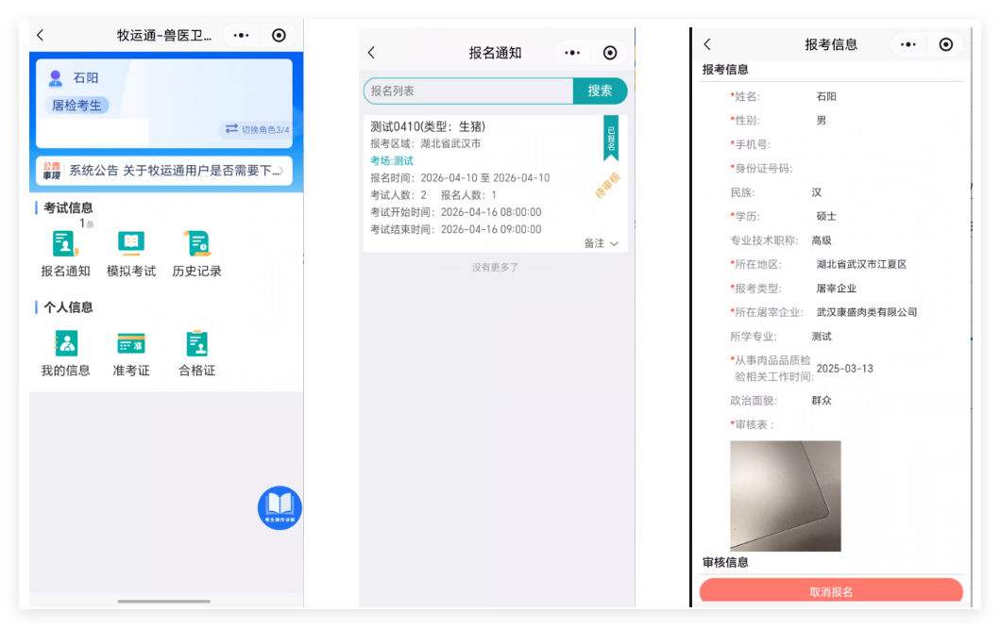 牧运通-兽医卫...
石阳
屠检考生
切换角色3/4
公告事项
系统公告 关于牧运通用户是否需要下...
考试信息
1条
报名通知
模拟考试
历史记录
个人信息
准
我的信息
准考证
合格证
考生操作讲解
报名通知
报名列表
搜索
测试0410(类型：生猪)
已报名
报考区域：湖北省武汉市
考场:测试
报名时间：2026-04-10 至 2026-04-10
待审核
考试人数：2 报名人数：1
考试开始时间：2026-04-16 08:00:00
考试结束时间：2026-04-16 09:00:00
备注
没有更多了
报考信息
报考信息
*姓名: 石阳
*性别: 男
*手机号:
*身份证号码:
民族: 汉
*学历: 硕士
专业技术职称: 高级
*所在地区: 湖北省武汉市江夏区
*报考类型: 屠宰企业
*所在屠宰企业: 武汉康盛肉类有限公司
所学专业: 测试
*从事肉品品质检
验相关工作时间: 2025-03-13
政治面貌: 群众
*审核表：
审核信息
取消报名